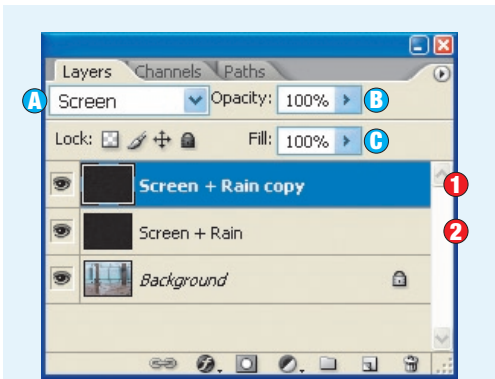 Layers Channels Paths
A Screen Opacity: 100% B
Lock: Fill: 100% C
Screen + Rain copy 1
Screen + Rain 2
Background